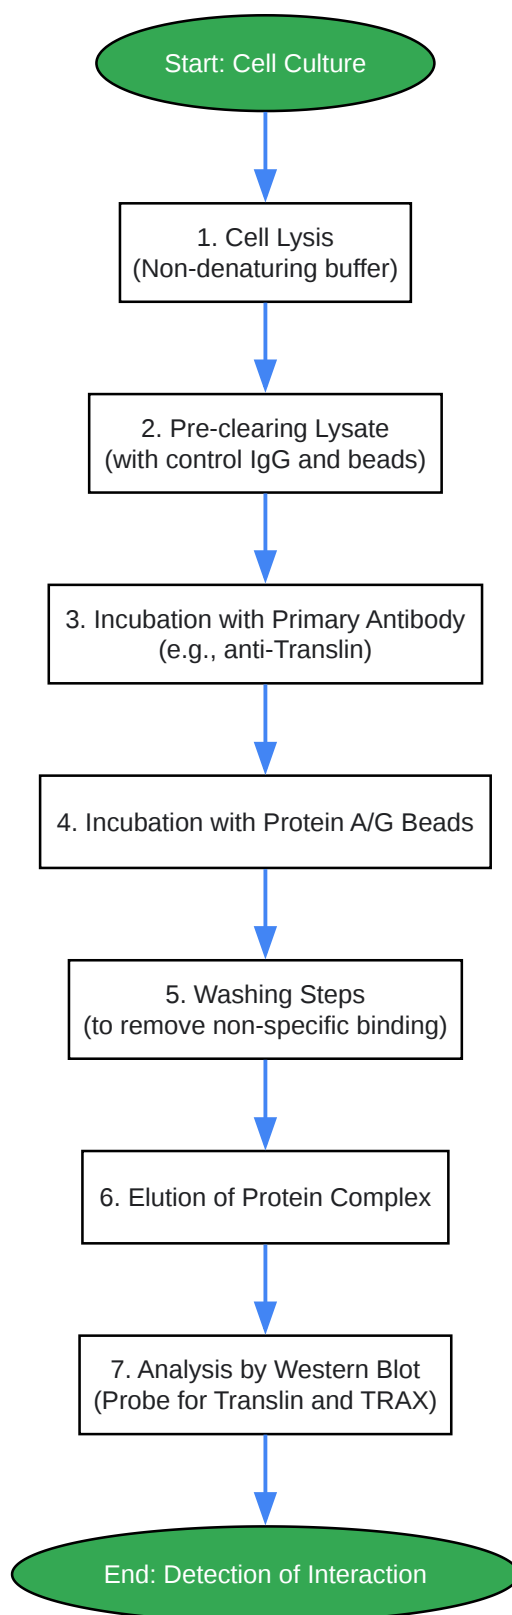 Start: Cell Culture
1. Cell Lysis
(Non-denaturing buffer)
2. Pre-clearing Lysate
(with control IgG and beads)
3. Incubation with Primary Antibody
(e.g., anti-Translin)
4. Incubation with Protein A/G Beads
5. Washing Steps
(to remove non-specific binding)
6. Elution of Protein Complex
7. Analysis by Western Blot
(Probe for Translin and TRAX)
End: Detection of Interaction